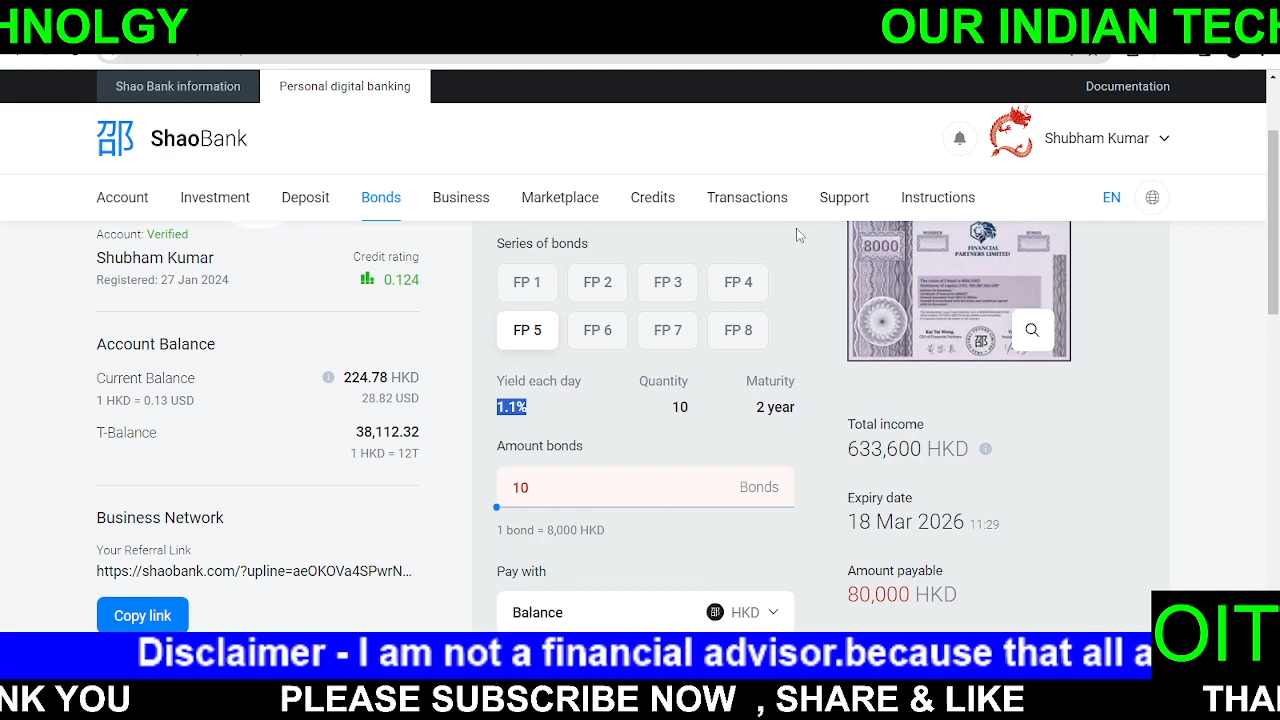 HNOLGY
OUR INDIAN TECH
Shao Bank information
Personal digital banking
Documentation
邵 ShaoBank
Shubham Kumar
Account
Investment
Deposit
Bonds
Business
Marketplace
Credits
Transactions
Support
Instructions
EN
Account: Verified
Shubham Kumar
Registered: 27 Jan 2024
Credit rating
0.124
Account Balance
Current Balance
224.78 HKD
1 HKD = 0.13 USD
28.82 USD
T-Balance
38,112.32
1 HKD = 12T
Business Network
Your Referral Link
https://shaobank.com/?upline=aeOKOVa4SPwrN...
Copy link
Series of bonds
FP 1
FP 2
FP 3
FP 4
FP 5
FP 6
FP 7
FP 8
Yield each day
Quantity
Maturity
1.1%
10
2 year
Amount bonds
10
Bonds
1 bond = 8,000 HKD
Pay with
Balance
邵 HKD
8000
FINANCIAL
PARTNERS LIMITED
Total income
633,600 HKD
Expiry date
18 Mar 2026 11:29
Amount payable
80,000 HKD
Disclaimer - I am not a financial advisor.because that all a
OIT
NK YOU
PLEASE SUBSCRIBE NOW , SHARE & LIKE
THA